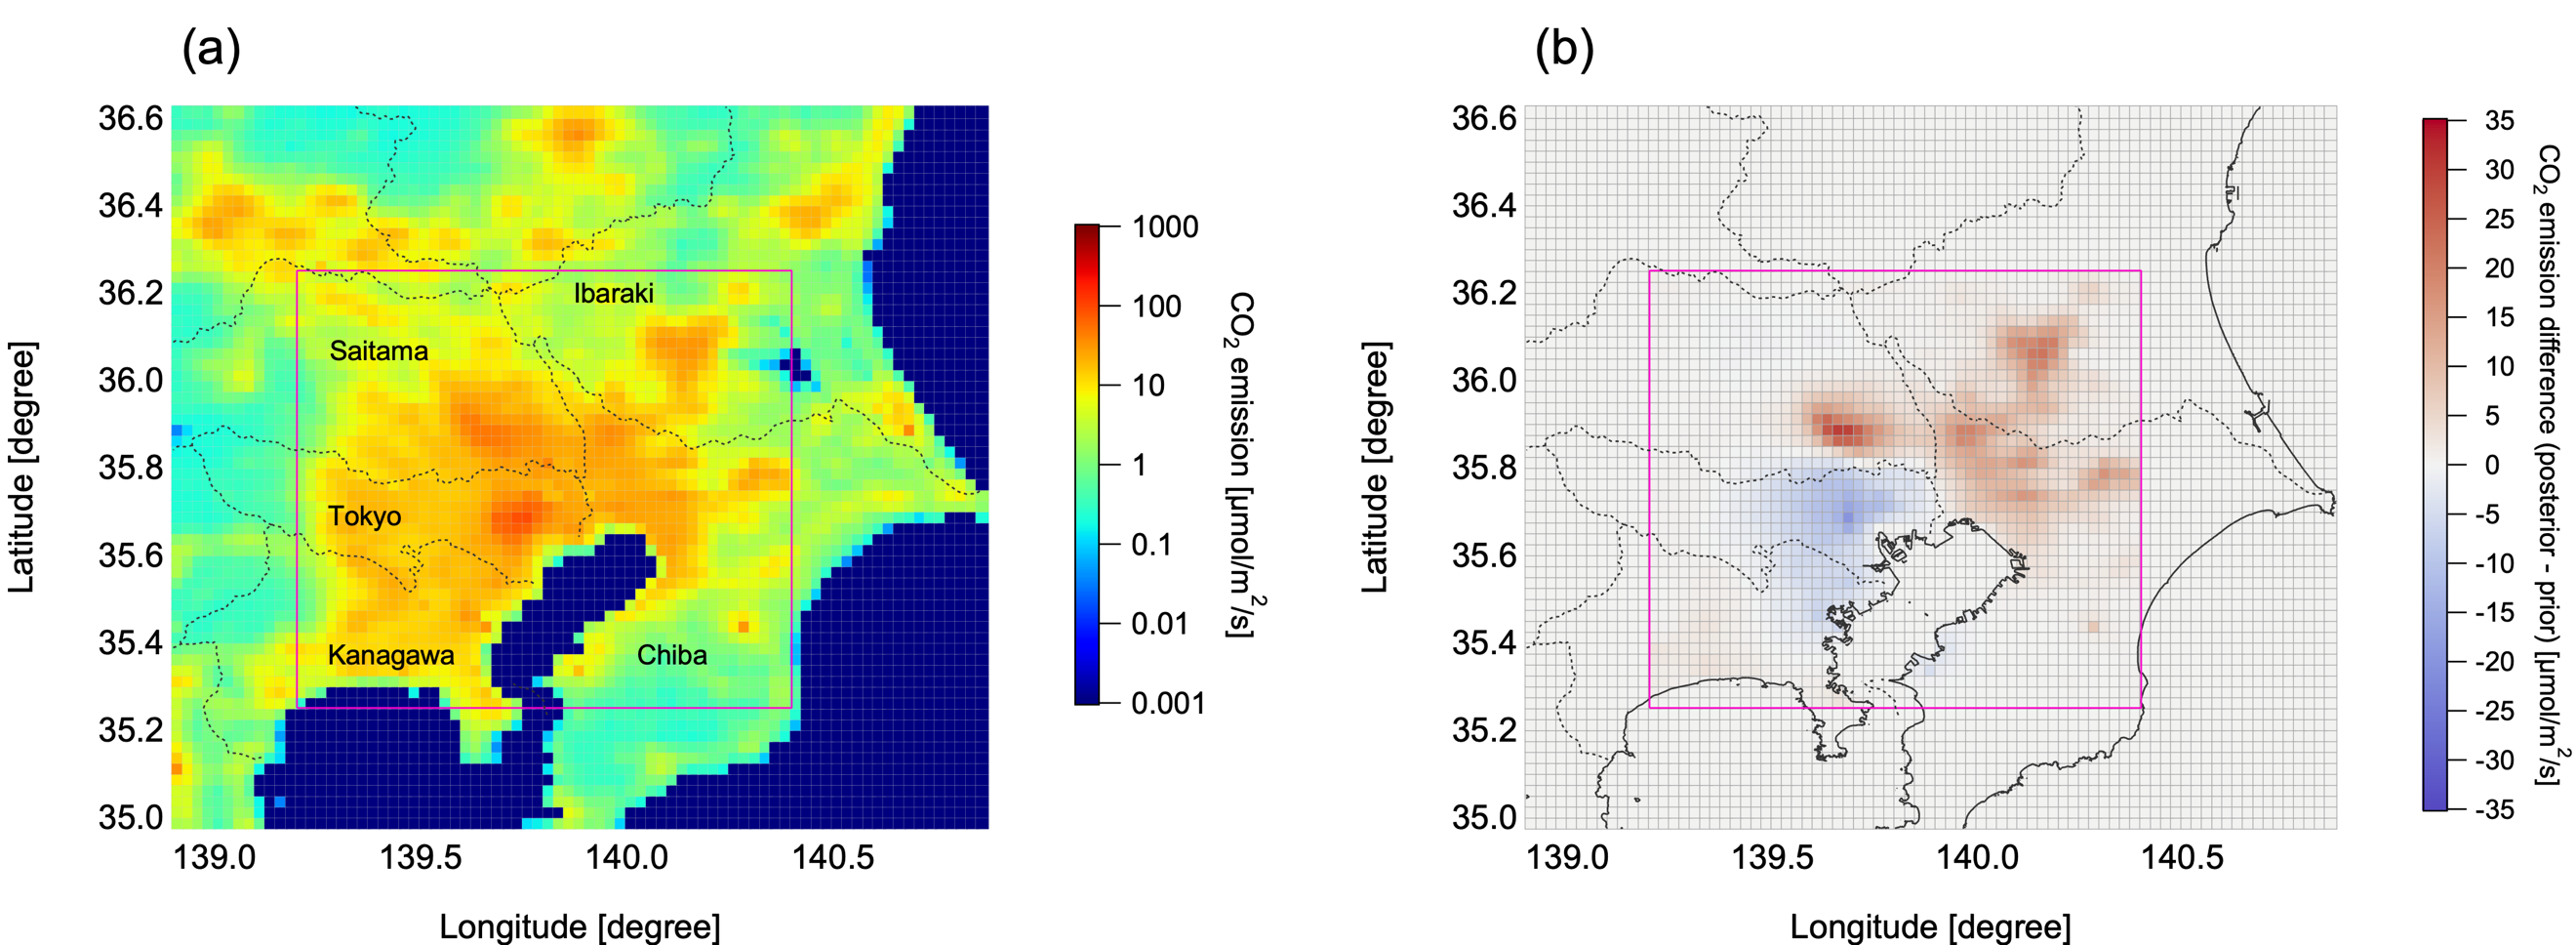 (a)
36.6
36.4
36.2
36.0
35.8
35.6
35.4
35.2
35.0
Latitude [degree]
139.0 139.5 140.0 140.5
Longitude [degree]
Ibaraki
Saitama
Tokyo
Kanagawa
Chiba
1000
100
10
1
0.1
0.01
0.001
CO₂ emission [µmol/m²/s]
(b)
36.6
36.4
36.2
36.0
35.8
35.6
35.4
35.2
35.0
Latitude [degree]
139.0 139.5 140.0 140.5
Longitude [degree]
35
30
25
20
15
10
5
0
-5
-10
-15
-20
-25
-30
-35
CO₂ emission difference (posterior - prior) [µmol/m²/s]